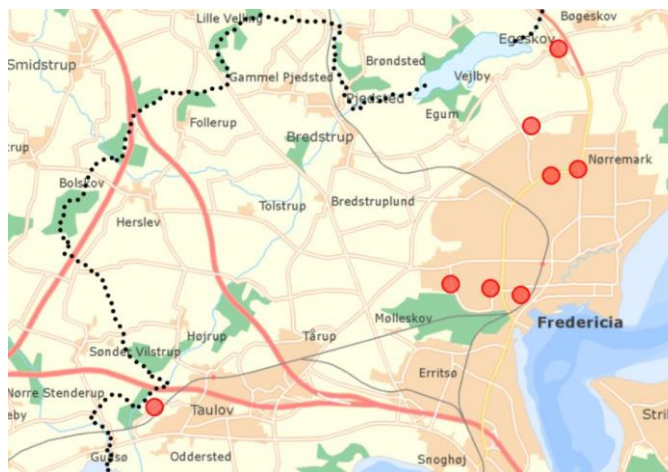 Lille Velling
Bøgeskov
Egeskov
Smidstrup
Brøndsted
Vejlby
Gammel Pjedsted
Pjedsted
Egum
Follerup
Bredstrup
Nørremark
Bolskov
Herslev
Tolstrup
Bredstruplund
Mølleskov
Fredericia
Højrup
Tårup
Sønder Vilstrup
Erritsø
Nørre Stenderup
Taulov
Gudsø
Oddersted
Snoghøj